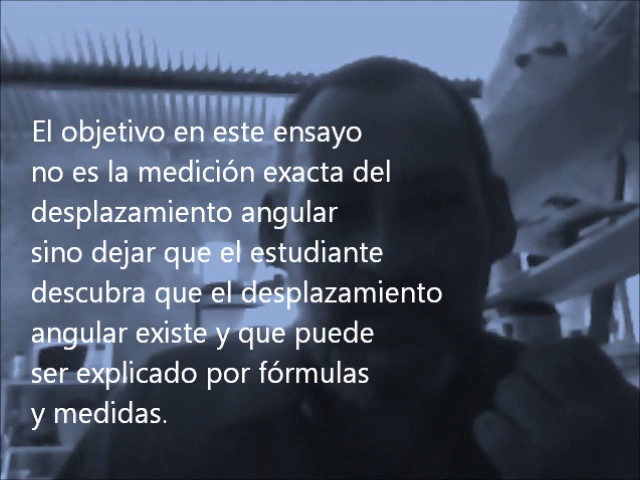 El objetivo en este ensayo
no es la medición exacta del
desplazamiento angular
sino dejar que el estudiante
descubra que el desplazamiento
angular existe y que puede
ser explicado por fórmulas
y medidas.